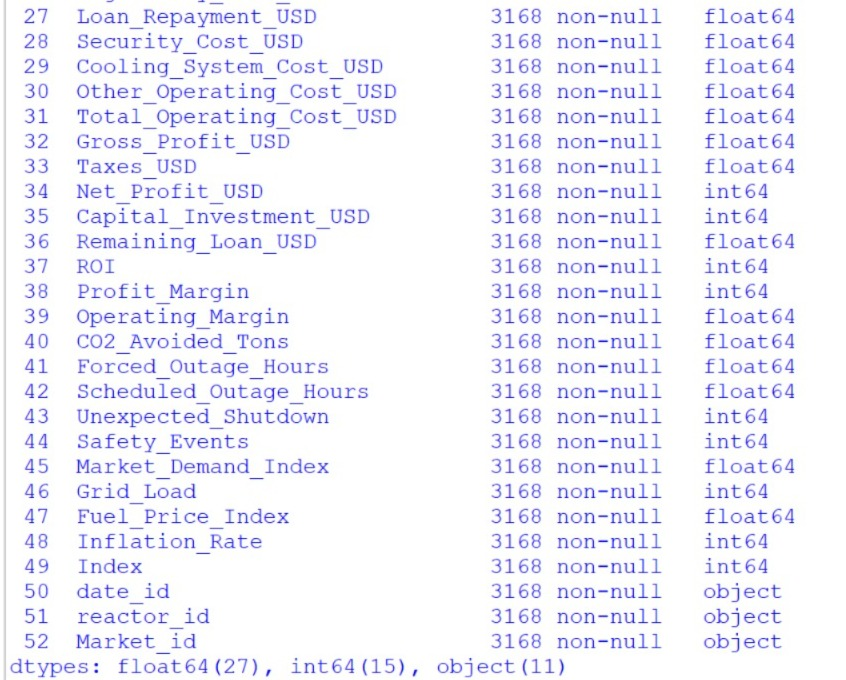 27  Loan_Repayment_USD  3168 non-null  float64
28  Security_Cost_USD  3168 non-null  float64
29  Cooling_System_Cost_USD  3168 non-null  float64
30  Other_Operating_Cost_USD  3168 non-null  float64
31  Total_Operating_Cost_USD  3168 non-null  float64
32  Gross_Profit_USD  3168 non-null  float64
33  Taxes_USD  3168 non-null  float64
34  Net_Profit_USD  3168 non-null  int64
35  Capital_Investment_USD  3168 non-null  int64
36  Remaining_Loan_USD  3168 non-null  float64
37  ROI  3168 non-null  int64
38  Profit_Margin  3168 non-null  int64
39  Operating_Margin  3168 non-null  float64
40  CO2_Avoided_Tons  3168 non-null  float64
41  Forced_Outage_Hours  3168 non-null  float64
42  Scheduled_Outage_Hours  3168 non-null  float64
43  Unexpected_Shutdown  3168 non-null  int64
44  Safety_Events  3168 non-null  int64
45  Market_Demand_Index  3168 non-null  float64
46  Grid_Load  3168 non-null  int64
47  Fuel_Price_Index  3168 non-null  float64
48  Inflation_Rate  3168 non-null  int64
49  Index  3168 non-null  int64
50  date_id  3168 non-null  object
51  reactor_id  3168 non-null  object
52  Market_id  3168 non-null  object
dtypes: float64(27), int64(15), object(11)